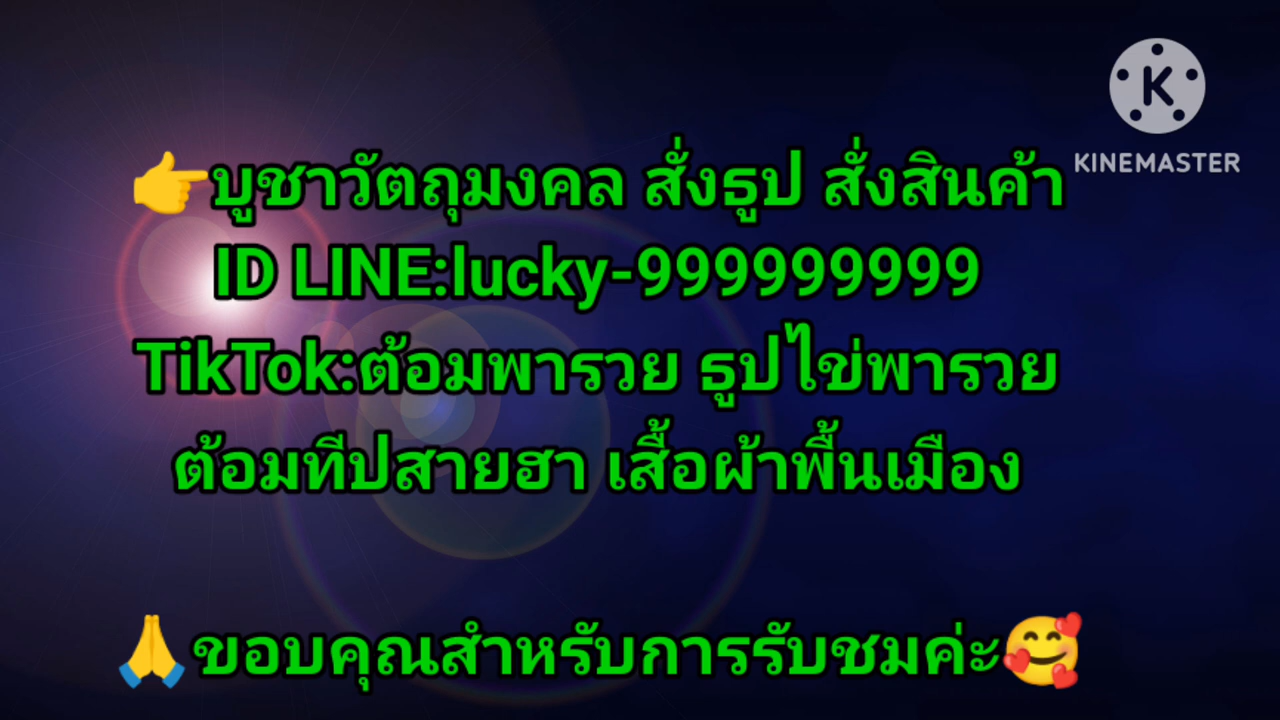 👉บูชาวัตถุมงคล สั่งธูป สั่งสินค้า
ID LINE:lucky-999999999
TikTok:ต้อมพารวย ธูปไข่พารวย
ต้อมทีปสายฮา เสื้อผ้าพื้นเมือง
🙏ขอบคุณสำหรับการรับชมค่ะ🥰
K
KINEMASTER